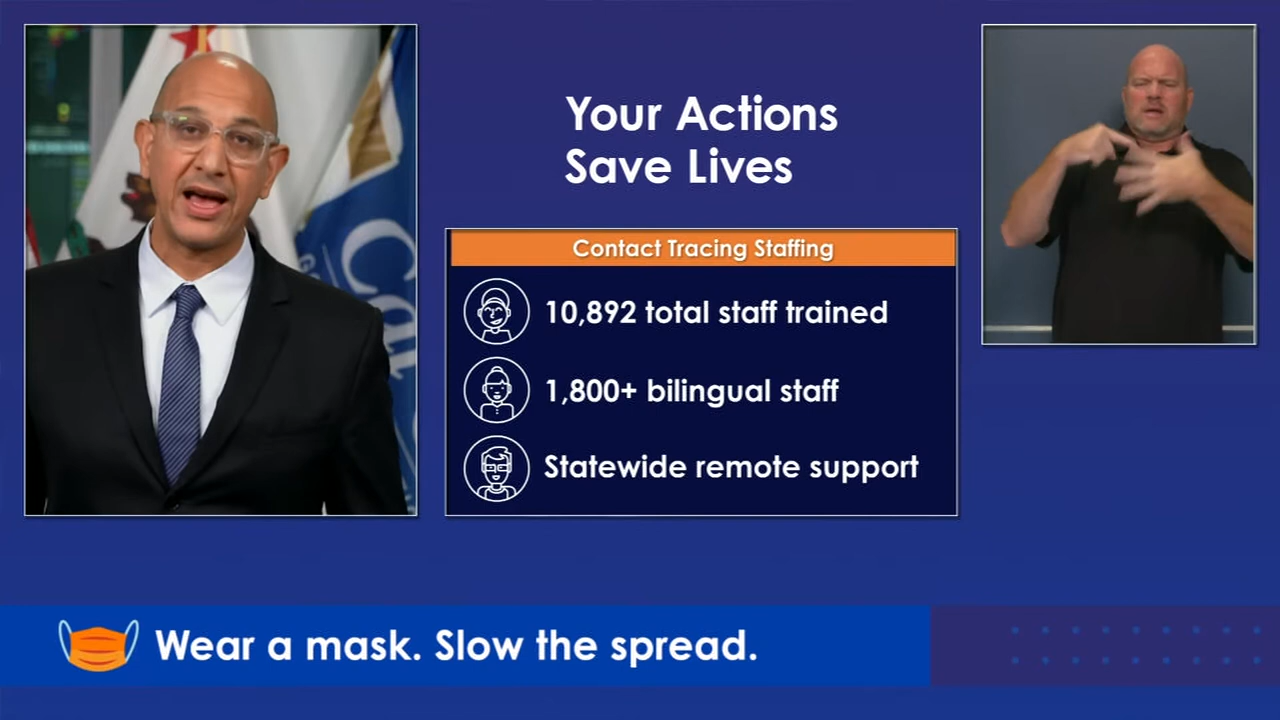 Your Actions
Save Lives
Contact Tracing Staffing
10,892 total staff trained
1,800+ bilingual staff
Statewide remote support
Cal
Wear a mask. Slow the spread.